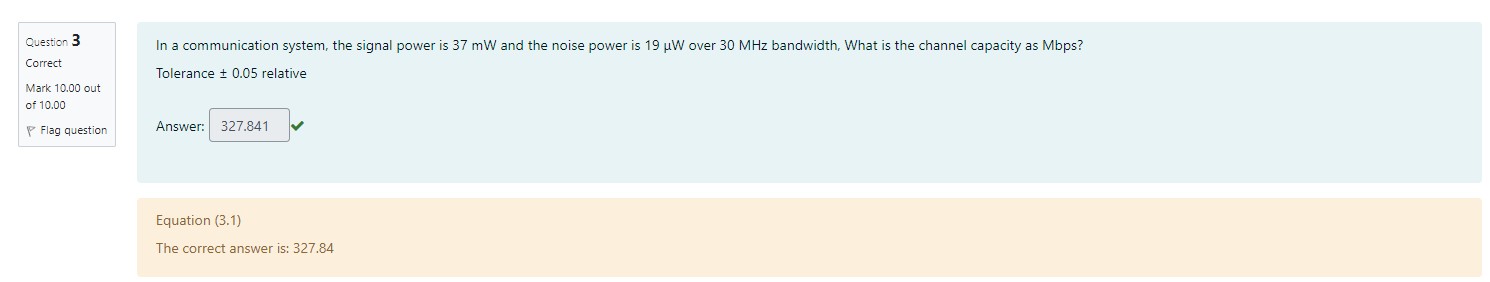 Question 3
Correct
Mark 10.00 out
of 10.00
Flag question
In a communication system, the signal power is 37 mW and the noise power is 19 μW over 30 MHz bandwidth, What is the channel capacity as Mbps?
Tolerance ± 0.05 relative
Answer: 327.841
Equation (3.1)
The correct answer is: 327.84